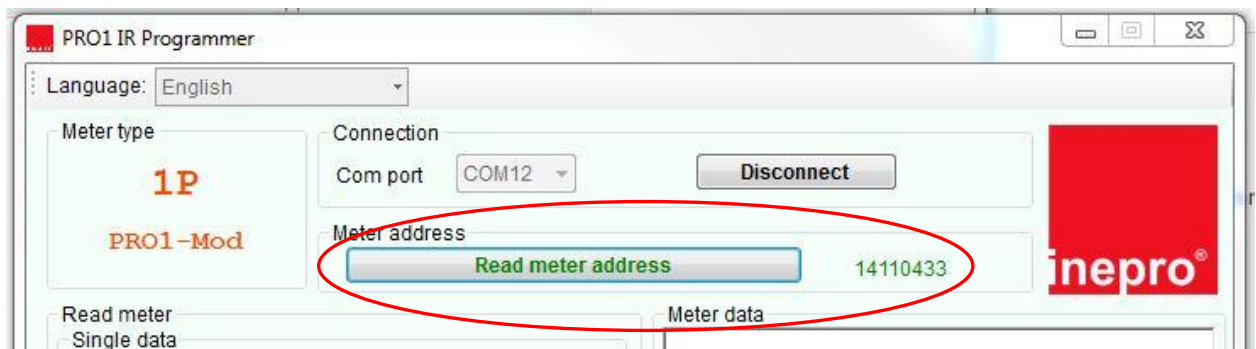 PRO1 IR Programmer
Language: English
Meter type
1P
PRO1-Mod
Connection
Com port COM12 Disconnect
Meter address
Read meter address 14110433
inepro®
Read meter
Single data
Meter data